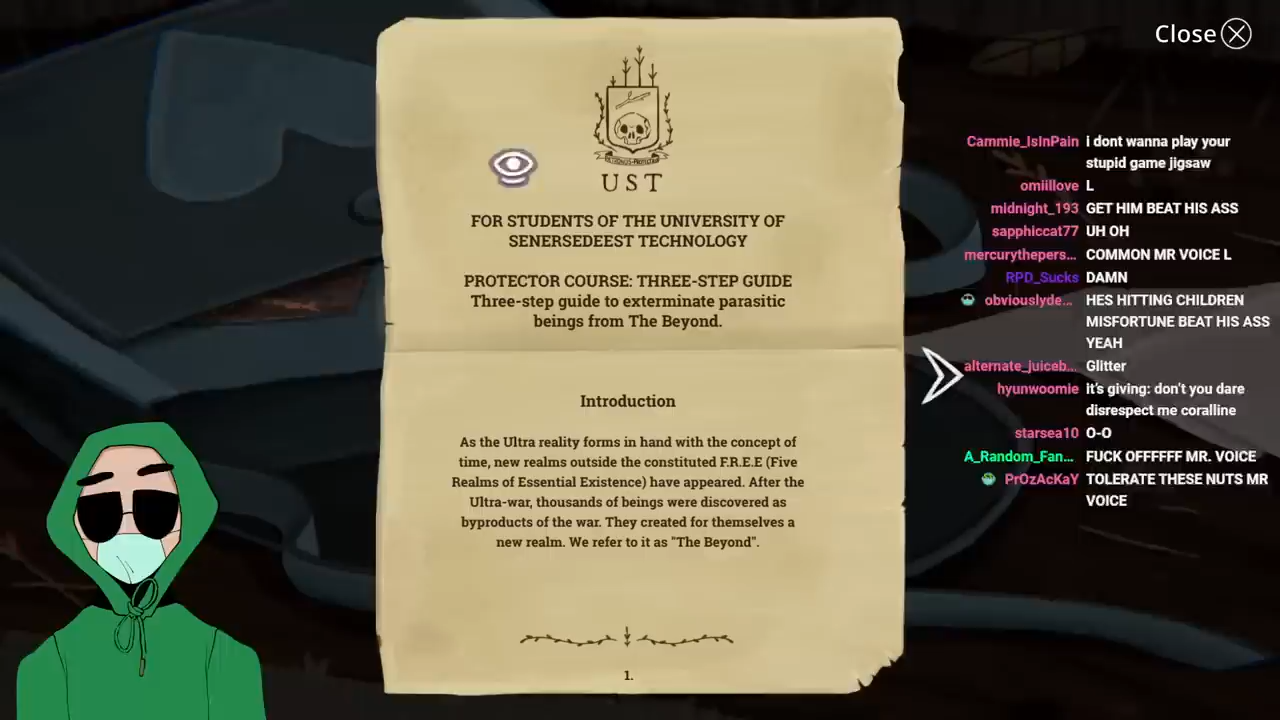 Close
UST
FOR STUDENTS OF THE UNIVERSITY OF
SENERSEDEEST TECHNOLOGY
PROTECTOR COURSE: THREE-STEP GUIDE
Three-step guide to exterminate parasitic
beings from The Beyond.
Introduction
As the Ultra reality forms in hand with the concept of
time, new realms outside the constituted F.R.E.E (Five
Realms of Essential Existence) have appeared. After the
Ultra-war, thousands of beings were discovered as
byproducts of the war. They created for themselves a
new realm. We refer to it as "The Beyond".
1.
Cammie_IsInPain i dont wanna play your
stupid game jigsaw
omiillove L
midnight_193 GET HIM BEAT HIS ASS
sapphiccat77 UH OH
mercurythepers... COMMON MR VOICE L
RPD_Sucks DAMN
obviouslyde... HES HITTING CHILDREN
MISFORTUNE BEAT HIS ASS
YEAH
alternate_juiceb... Glitter
hyunwoomie it's giving: don't you dare
disrespect me coralline
starsea10 O-O
A_Random_Fan... FUCK OFFFFFF MR. VOICE
PrOzAcKaY TOLERATE THESE NUTS MR
VOICE